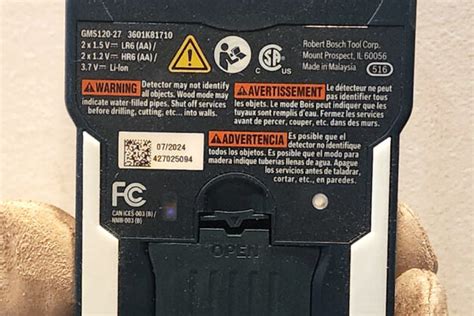 GMS120-27 3601K81710
2 x 1.5 V⎓ LR6 (AA) /
2 x 1.2 V⎓ HR6 (AA) /
3.7 V⎓ Li-Ion
Robert Bosch Tool Corp.
Mount Prospect, IL 60056
Made in Malaysia 516
WARNING Detector may not identify
all objects. Wood mode may
indicate water-filled pipes. Shut off services
before drilling, cutting, etc... into walls.
AVERTISSEMENT Le détecteur ne peut
pas identifier tous
les objets. Le mode Bois peut indiquer que les
tuyaux sont remplis d'eau. Fermez les services
avant de percer, couper, etc.. dans des murs.
ADVERTENCIA Es posible que el
detector no identifique
todos los objetos. Es posible que el modo para
madera indique tuberías llenas de agua. Apague
los servicios antes de taladrar,
cortar, etc., en paredes.
07/2024
427025094
FC
CAN ICES-003 (B) /
NMB-003 (B)
OPEN